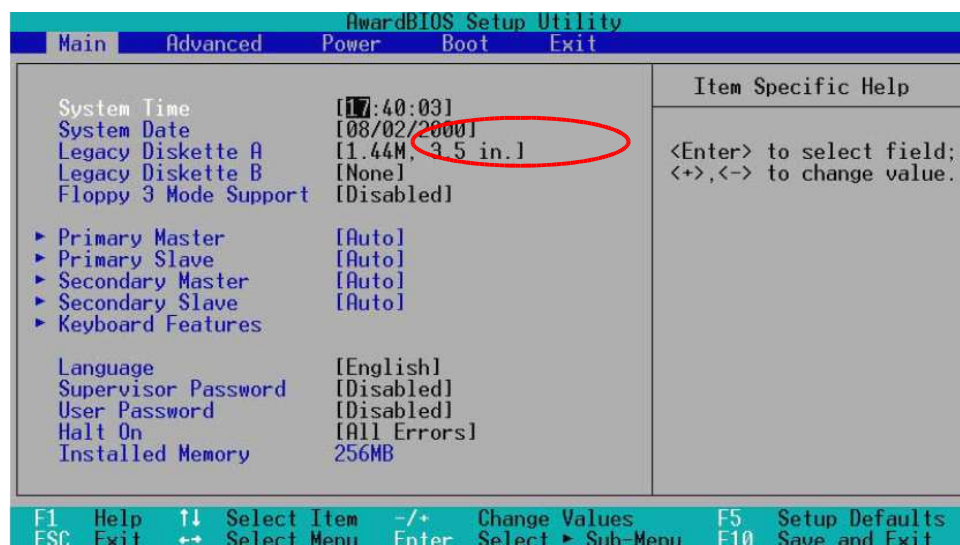 AwardBIOS Setup Utility
Main Advanced Power Boot Exit
Item Specific Help
System Time [17:40:03]
System Date [08/02/2000]
Legacy Diskette A [1.44M, 3.5 in.]
<Enter> to select field;
Legacy Diskette B [None]
<+>,<-> to change value.
Floppy 3 Mode Support [Disabled]
► Primary Master [Auto]
► Primary Slave [Auto]
► Secondary Master [Auto]
► Secondary Slave [Auto]
► Keyboard Features
Language [English]
Supervisor Password [Disabled]
User Password [Disabled]
Halt On [All Errors]
Installed Memory 256MB
F1 Help ↑↓ Select Item -/+ Change Values F5 Setup Defaults
ESC Exit ←→ Select Menu Enter Select ► Sub-Menu F10 Save and Exit